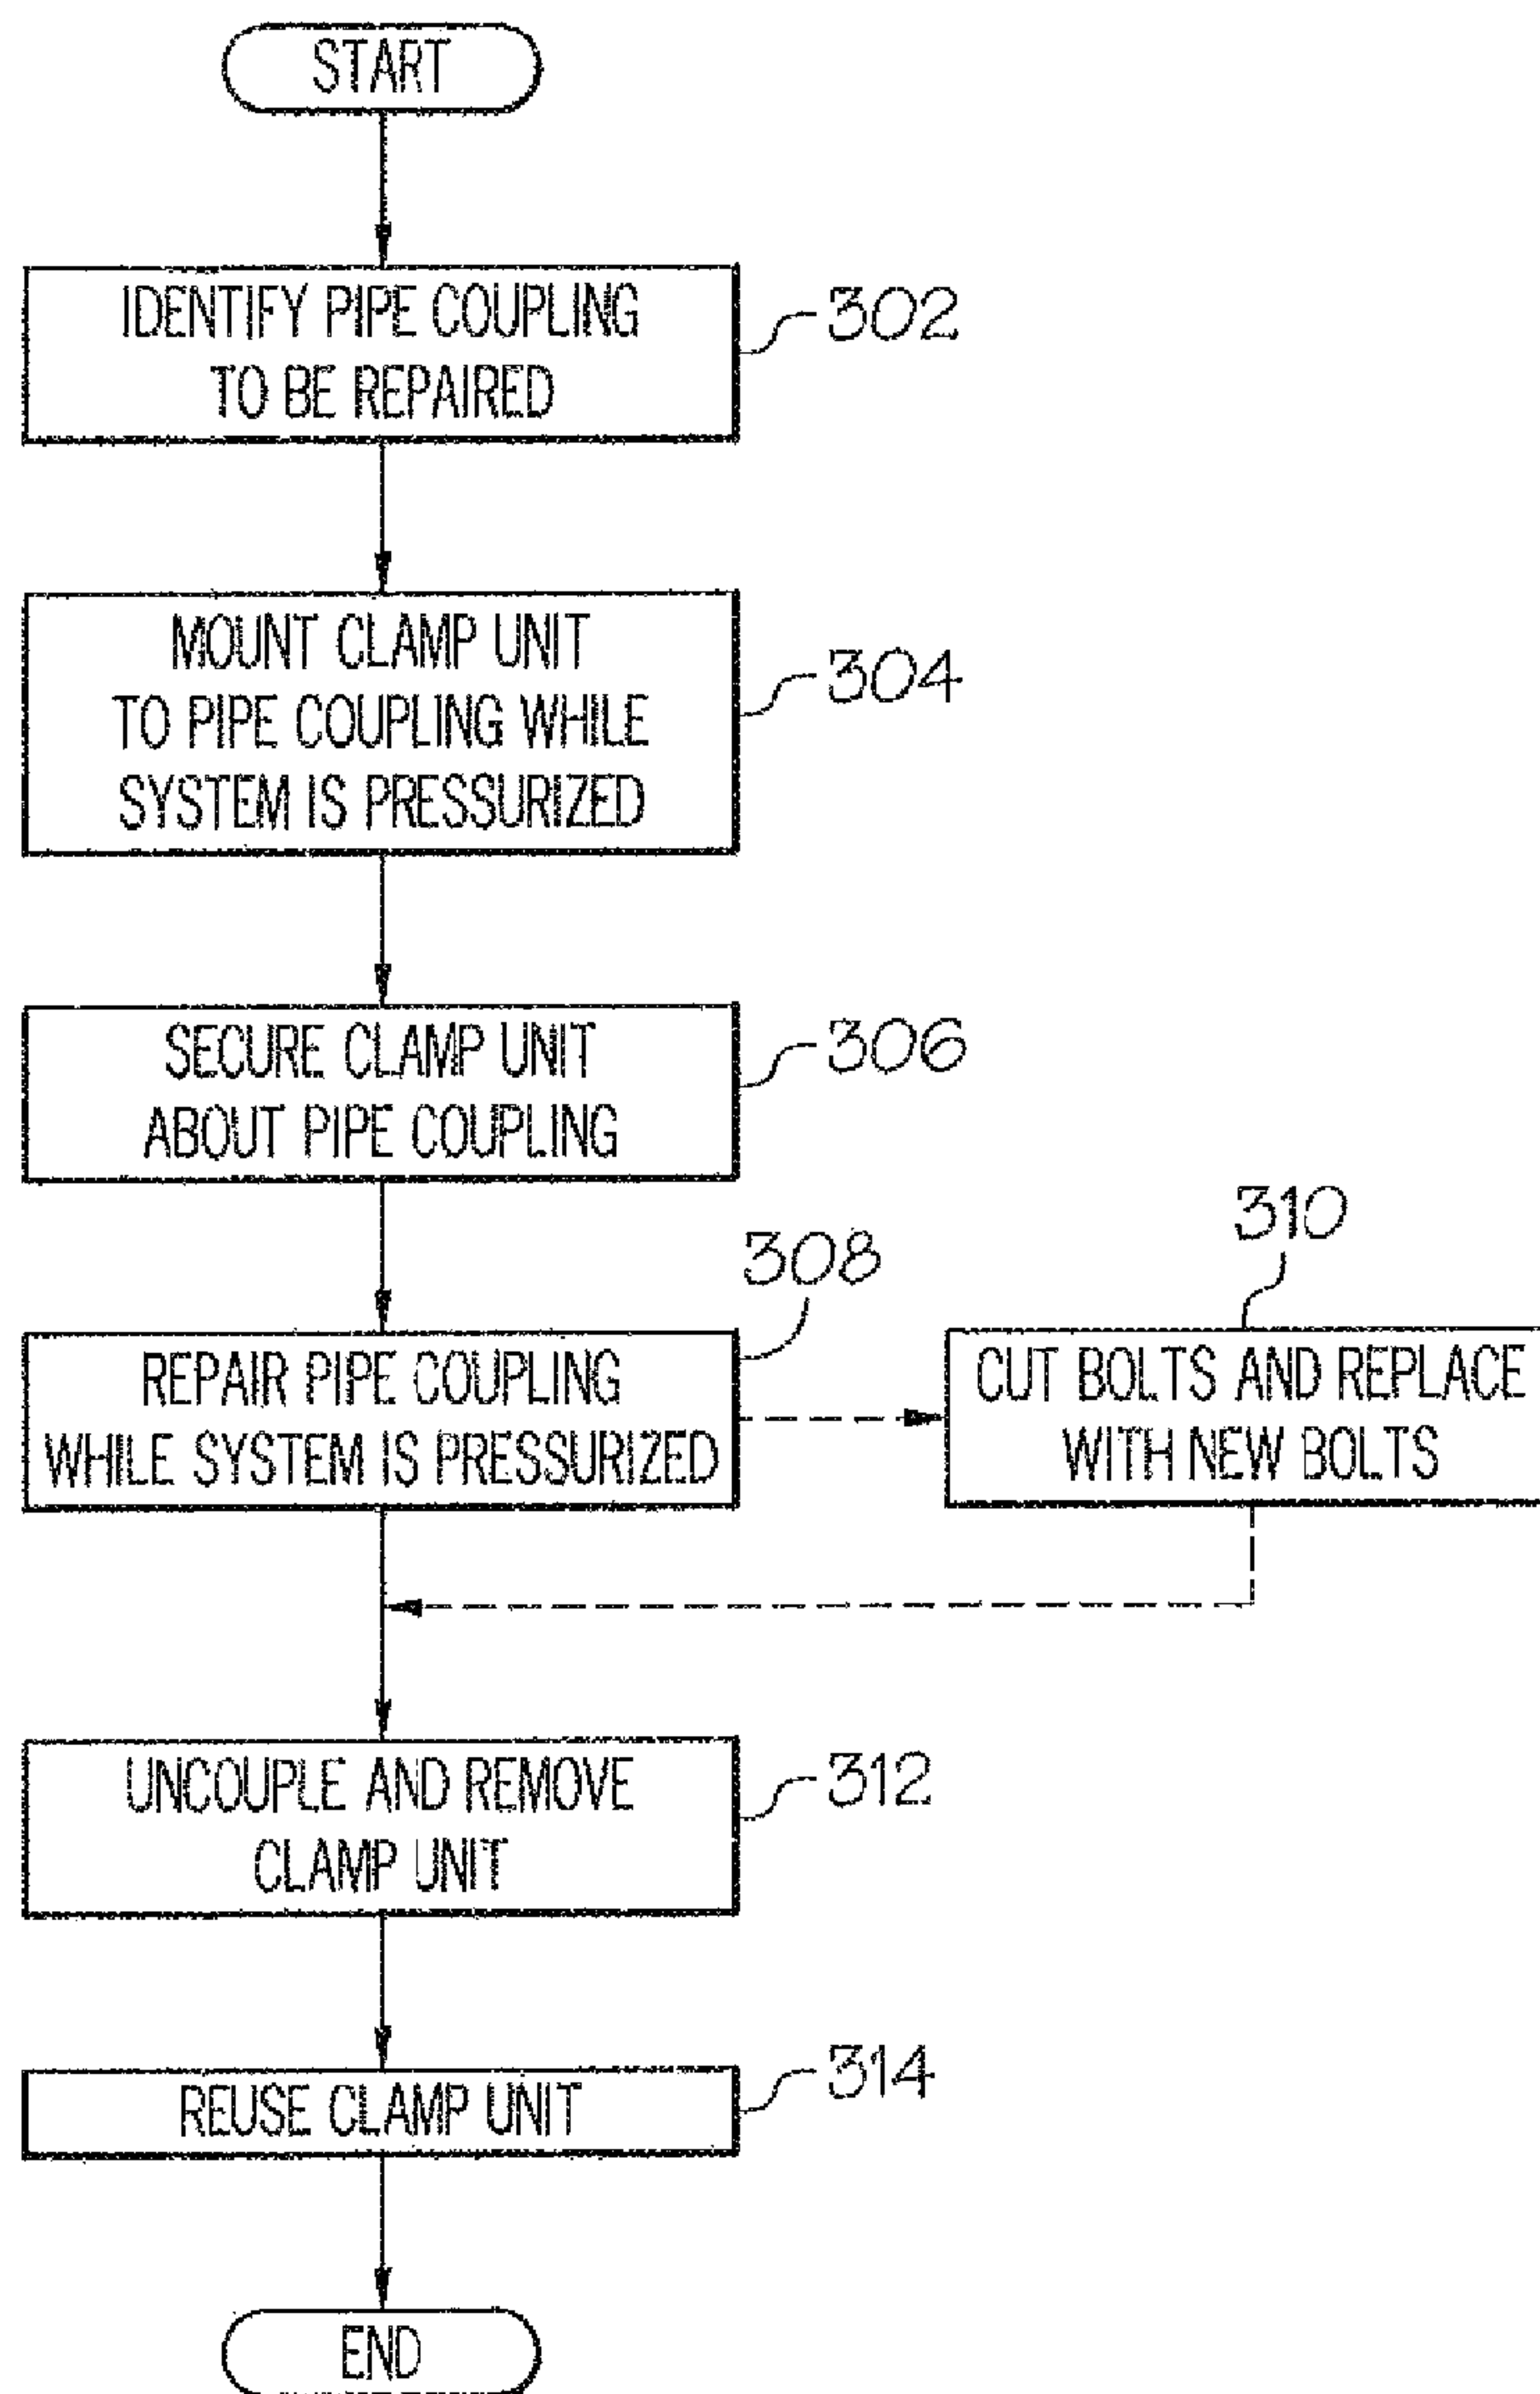 START
IDENTIFY PIPE COUPLING
TO BE REPAIRED
302
MOUNT CLAMP UNIT
TO PIPE COUPLING WHILE
SYSTEM IS PRESSURIZED
304
SECURE CLAMP UNIT
ABOUT PIPE COUPLING
306
308
REPAIR PIPE COUPLING
WHILE SYSTEM IS PRESSURIZED
310
CUT BOLTS AND REPLACE
WITH NEW BOLTS
UNCOUPLE AND REMOVE
CLAMP UNIT
312
REUSE CLAMP UNIT
314
END